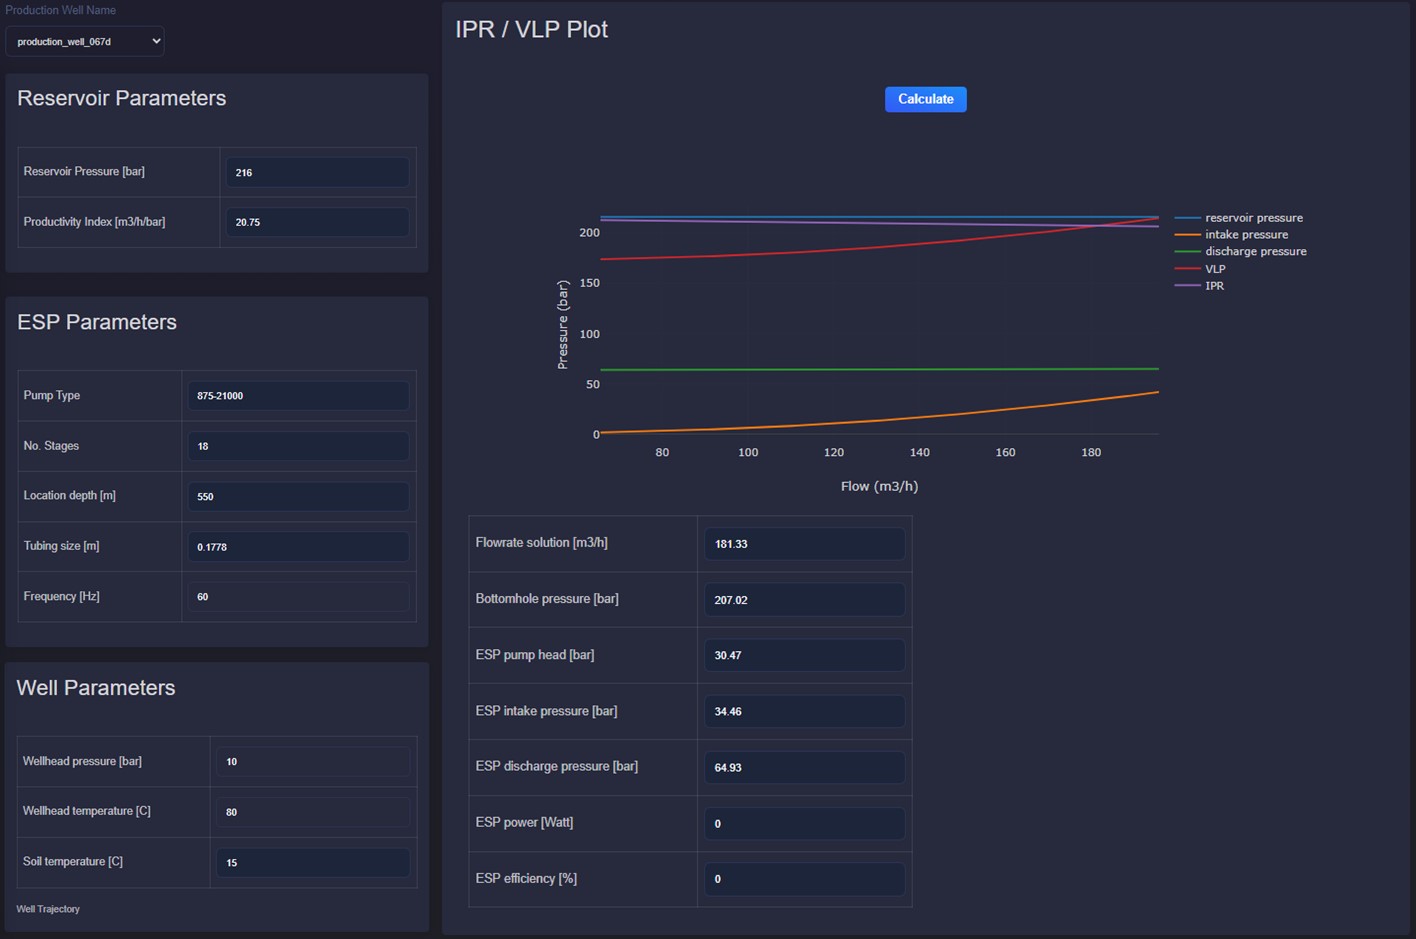 Production Well Name
production_well_067d
Reservoir Parameters
Reservoir Pressure [bar] 216
Productivity Index [m3/h/bar] 20.75
ESP Parameters
Pump Type 875-21000
No. Stages 18
Location depth [m] 550
Tubing size [m] 0.1778
Frequency [Hz] 60
Well Parameters
Wellhead pressure [bar] 10
Wellhead temperature [C] 80
Soil temperature [C] 15
Well Trajectory
IPR / VLP Plot
Calculate
200
150
100
50
0
Pressure (bar)
80 100 120 140 160 180
Flow (m3/h)
reservoir pressure
intake pressure
discharge pressure
VLP
IPR
Flowrate solution [m3/h] 181.33
Bottomhole pressure [bar] 207.02
ESP pump head [bar] 30.47
ESP intake pressure [bar] 34.46
ESP discharge pressure [bar] 64.93
ESP power [Watt] 0
ESP efficiency [%] 0